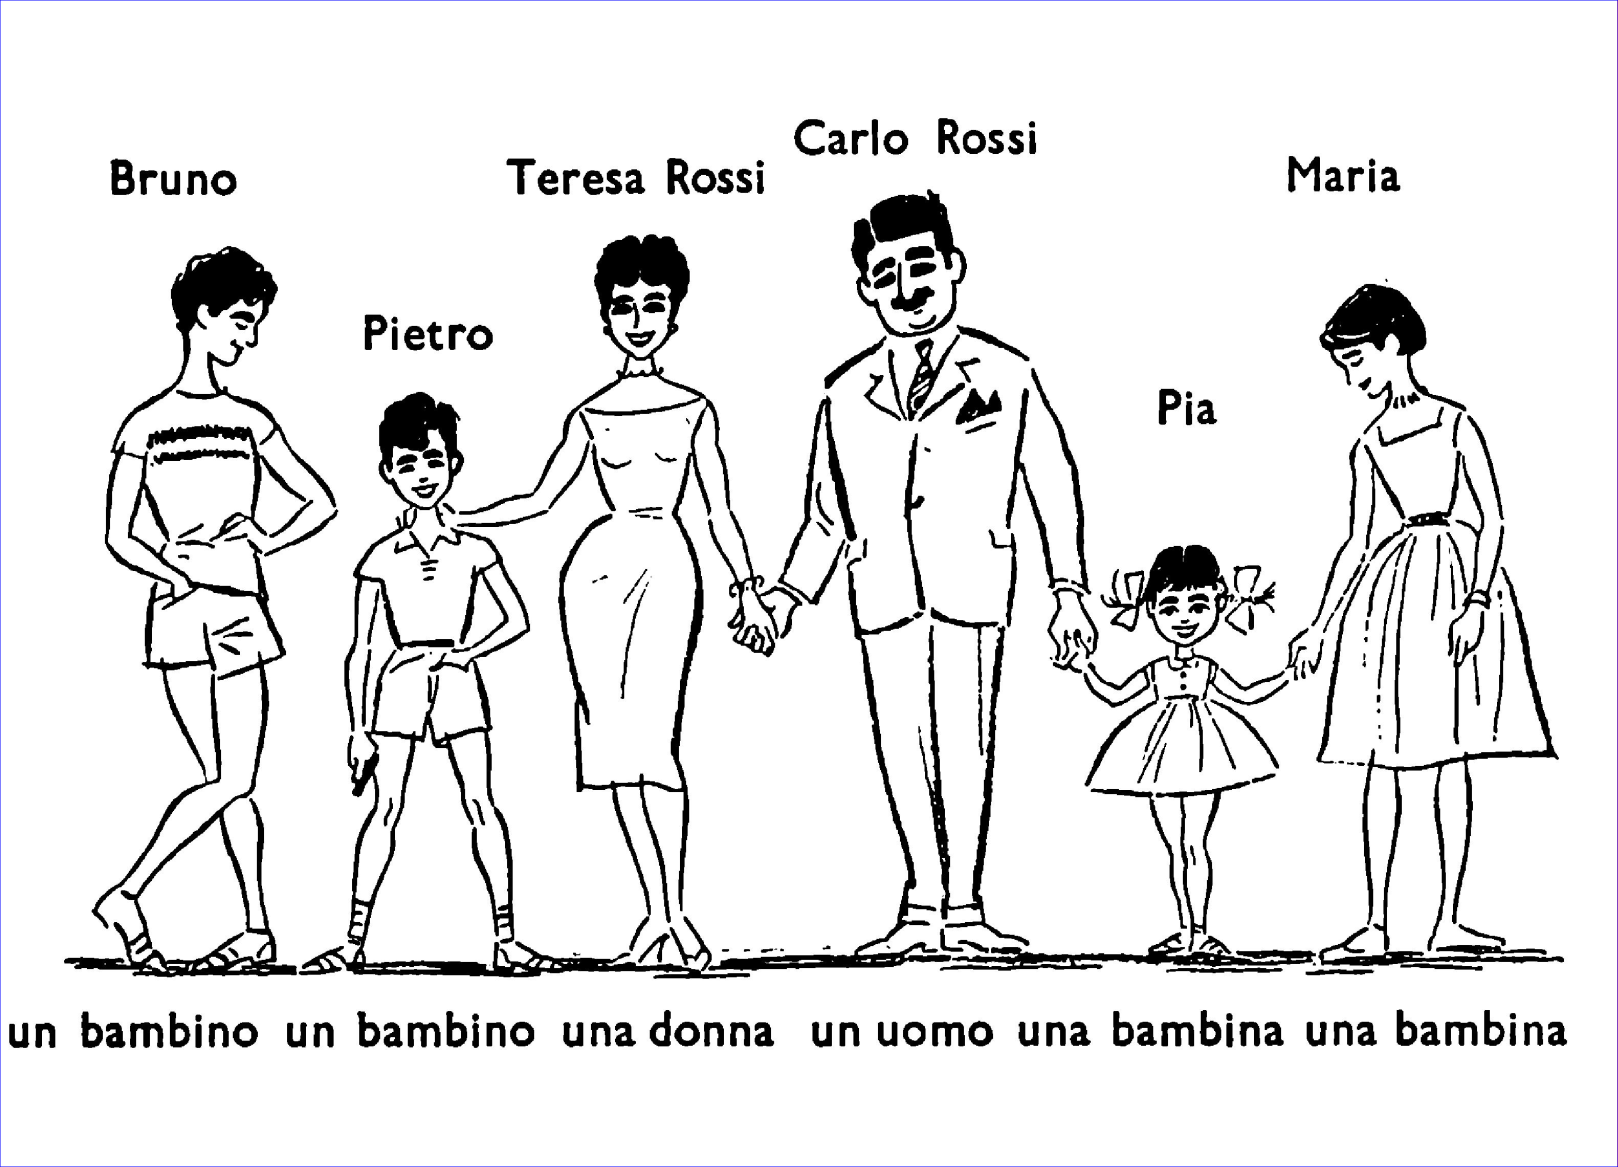 Bruno
Pietro
Teresa Rossi
Carlo Rossi
Pia
Maria
un bambino un bambino una donna un uomo una bambina una bambina